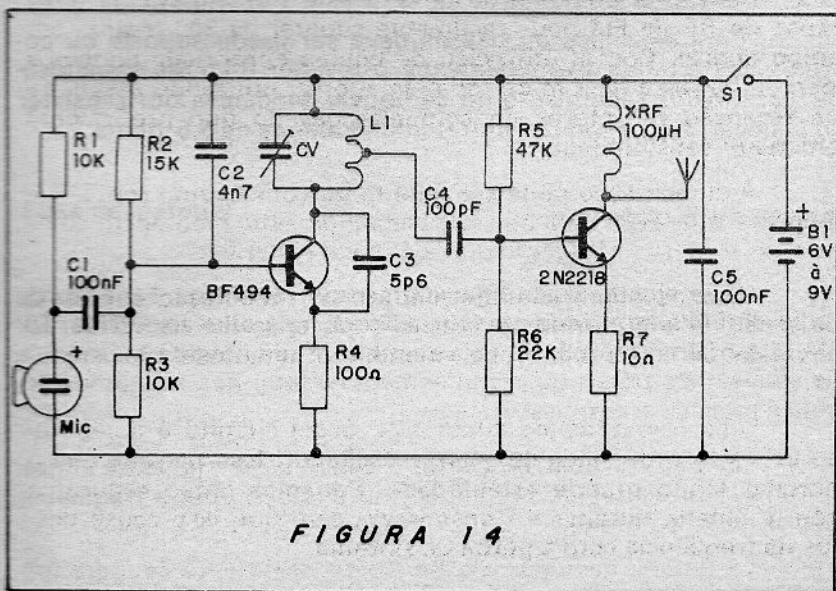 R1
10K
R2
15K
C2
4n7
CV
L1
R5
47K
XRF
100µH
S1
C4
100pF
C1
100nF
BF494
C3
5p6
2N2218
C5
100nF
+
B1
6V
à
9V
+
Mic
R3
10K
R4
100Ω
R6
22K
R7
10Ω
FIGURA 14